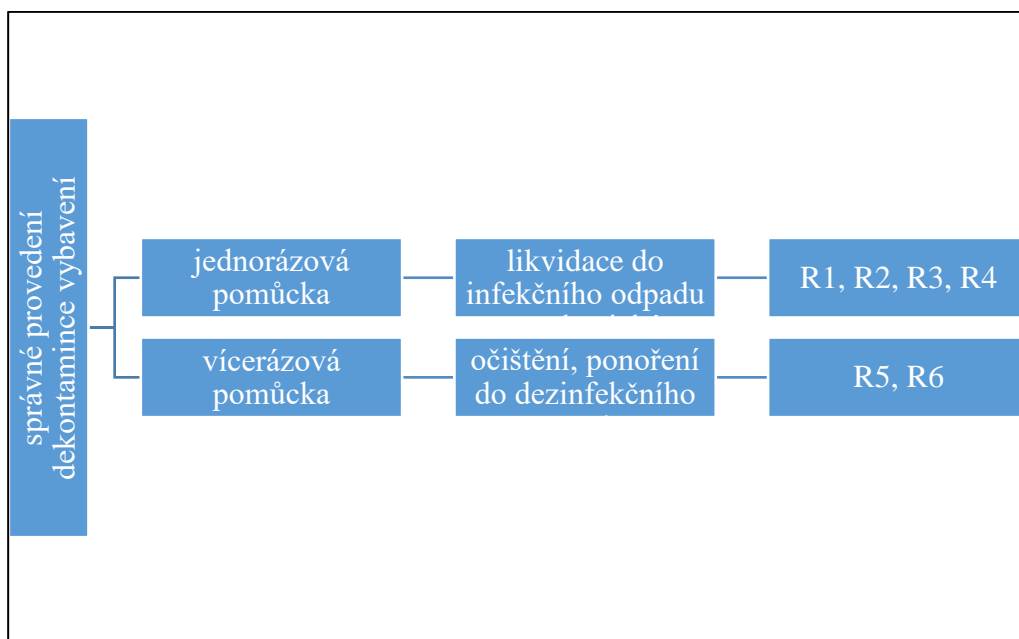 správné provedení
dekontamince vybavení
jednorázová
pomůcka
likvidace do
infekčního odpadu
R1, R2, R3, R4
vícerázová
pomůcka
očištění, ponoření
do dezinfekčního
R5, R6